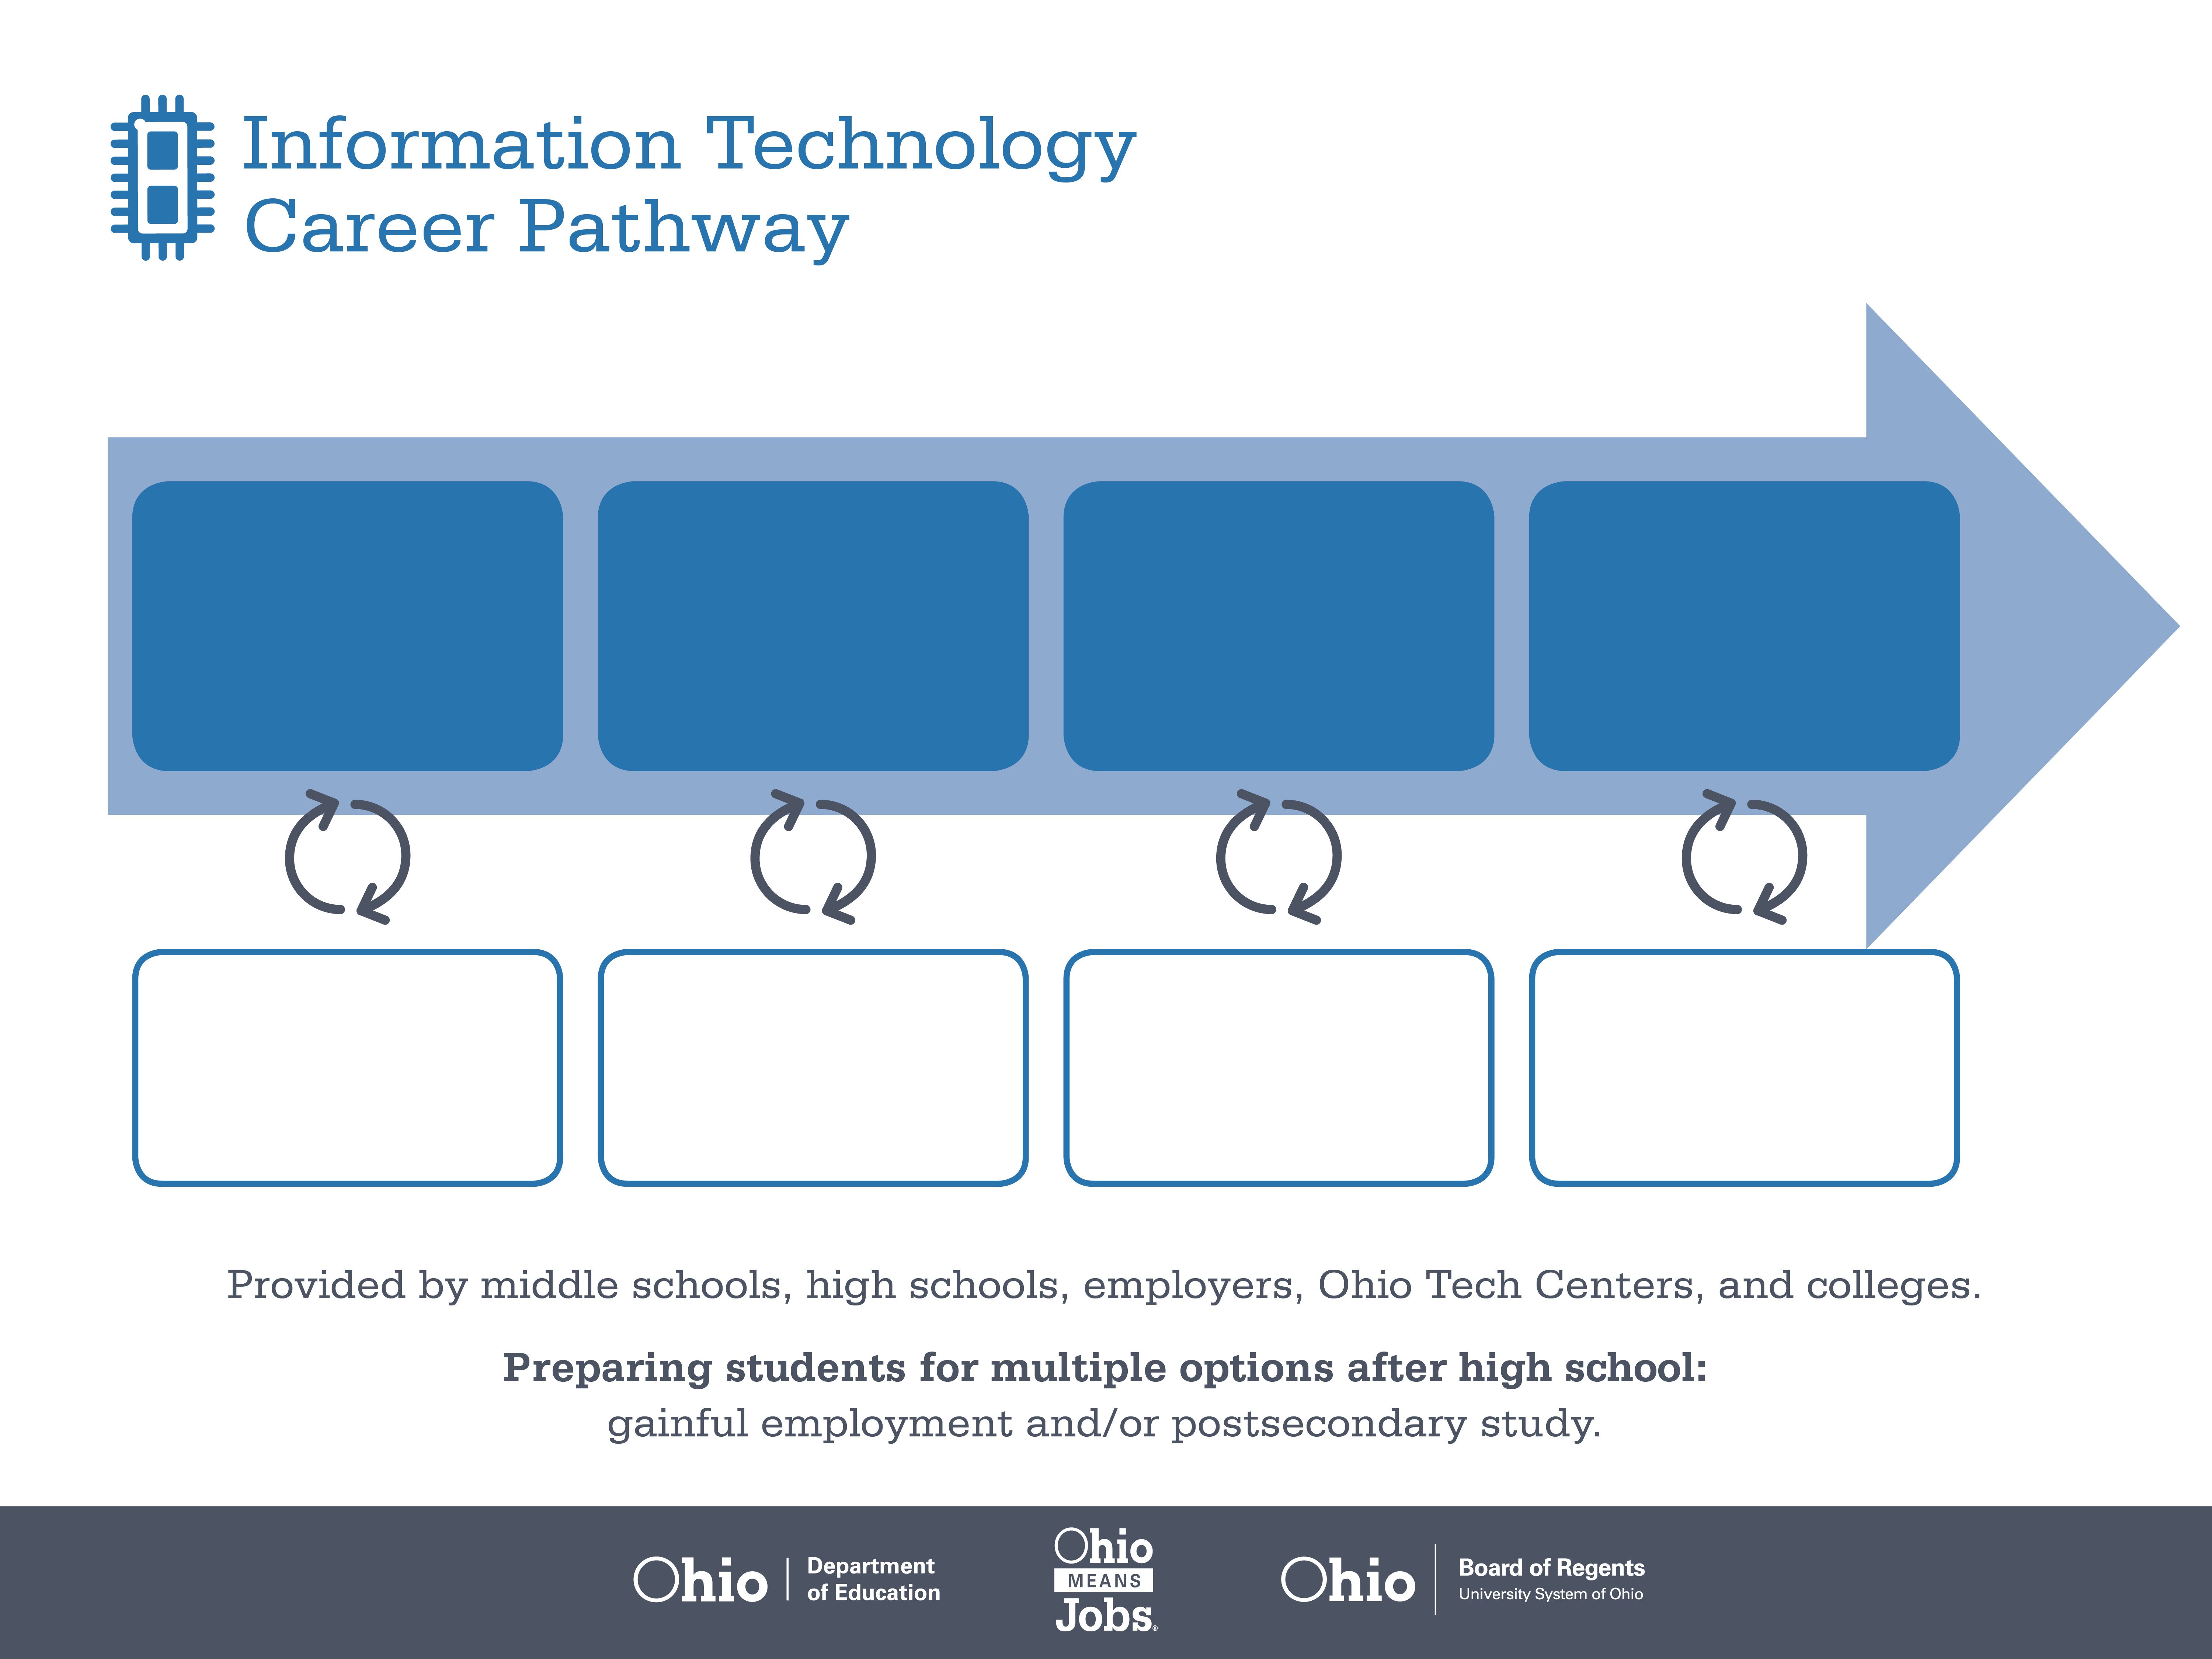 Information Technology
Career Pathway
Provided by middle schools, high schools, employers, Ohio Tech Centers, and colleges.
Preparing students for multiple options after high school:
gainful employment and/or postsecondary study.
Ohio
Department
of Education
Ohio
MEANS
Jobs®
Ohio
Board of Regents
University System of Ohio